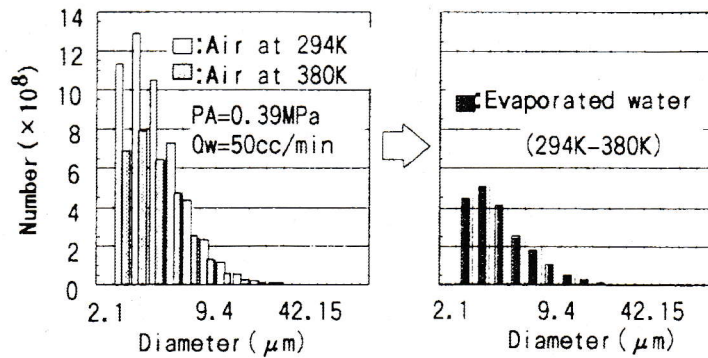 14
12
10
8
6
4
2
0
Number (×10⁸)
□:Air at 294K
▨:Air at 380K
PA=0.39MPa
Qw=50cc/min
2.1 9.4 42.15
Diameter (μm)
■:Evaporated water
(294K-380K)
2.1 9.4 42.15
Diameter (μm)